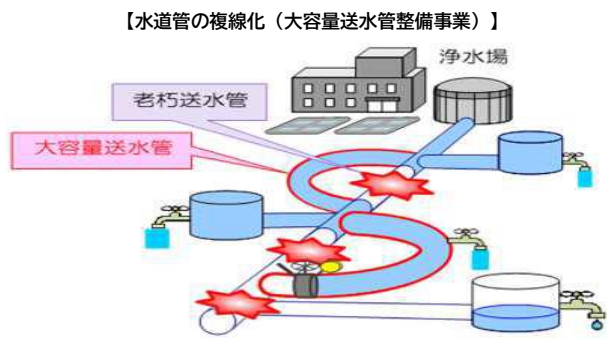 【水道管の複線化（大容量送水管整備事業）】
浄水場
老朽送水管
大容量送水管